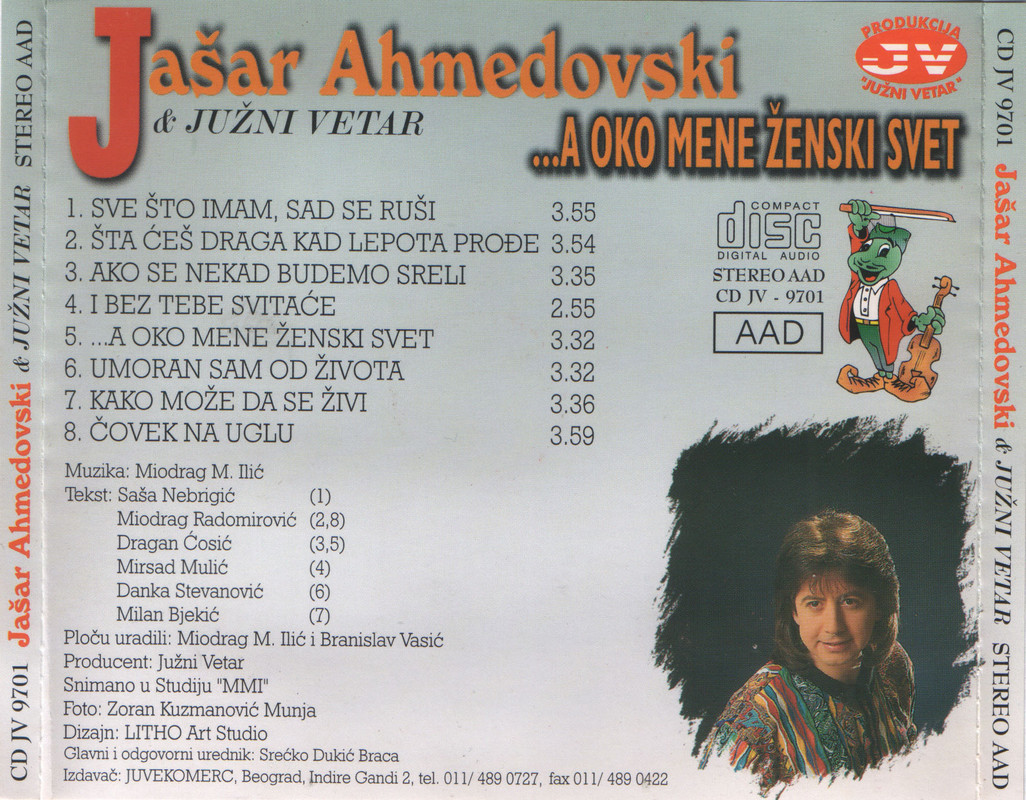 CD JV 9701 Jašar Ahmedovski & JUŽNI VETAR STEREO AAD
Jašar Ahmedovski
& JUŽNI VETAR
PRODUKCIJA
JV
"JUŽNI VETAR"
...A OKO MENE ŽENSKI SVET
1. SVE ŠTO IMAM, SAD SE RUŠI 3.55
2. ŠTA ĆEŠ DRAGA KAD LEPOTA PROĐE 3.54
3. AKO SE NEKAD BUDEMO SRELI 3.35
4. I BEZ TEBE SVITAĆE 2.55
5. ...A OKO MENE ŽENSKI SVET 3.32
6. UMORAN SAM OD ŽIVOTA 3.32
7. KAKO MOŽE DA SE ŽIVI 3.36
8. ČOVEK NA UGLU 3.59
COMPACT
disc
DIGITAL AUDIO
STEREO AAD
CD JV - 9701
AAD
Muzika: Miodrag M. Ilić
Tekst: Saša Nebrigić (1)
Miodrag Radomirović (2,8)
Dragan Ćosić (3,5)
Mirsad Mulić (4)
Danka Stevanović (6)
Milan Bjekić (7)
Ploču uradili: Miodrag M. Ilić i Branislav Vasić
Producent: Južni Vetar
Snimano u Studiju "MMI"
Foto: Zoran Kuzmanović Munja
Dizajn: LITHO Art Studio
Glavni i odgovorni urednik: Srećko Dukić Braca
Izdavač: JUVEKOMERC, Beograd, Indire Gandi 2, tel. 011/ 489 0727, fax 011/ 489 0422
CD JV 9701 Jašar Ahmedovski & JUŽNI VETAR STEREO AAD